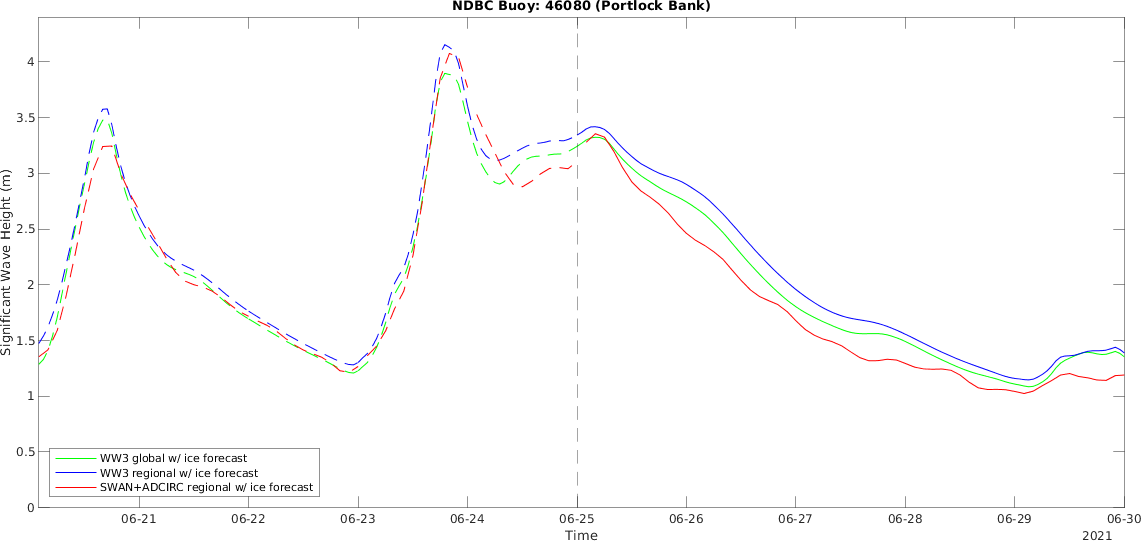 NDBC Buoy: 46080 (Portlock Bank)
Significant Wave Height (m)
4
3.5
3
2.5
2
1.5
1
0.5
0
WW3 global w/ ice forecast
WW3 regional w/ ice forecast
SWAN+ADCIRC regional w/ ice forecast
06-21 06-22 06-23 06-24 06-25 06-26 06-27 06-28 06-29 06-30
Time
2021